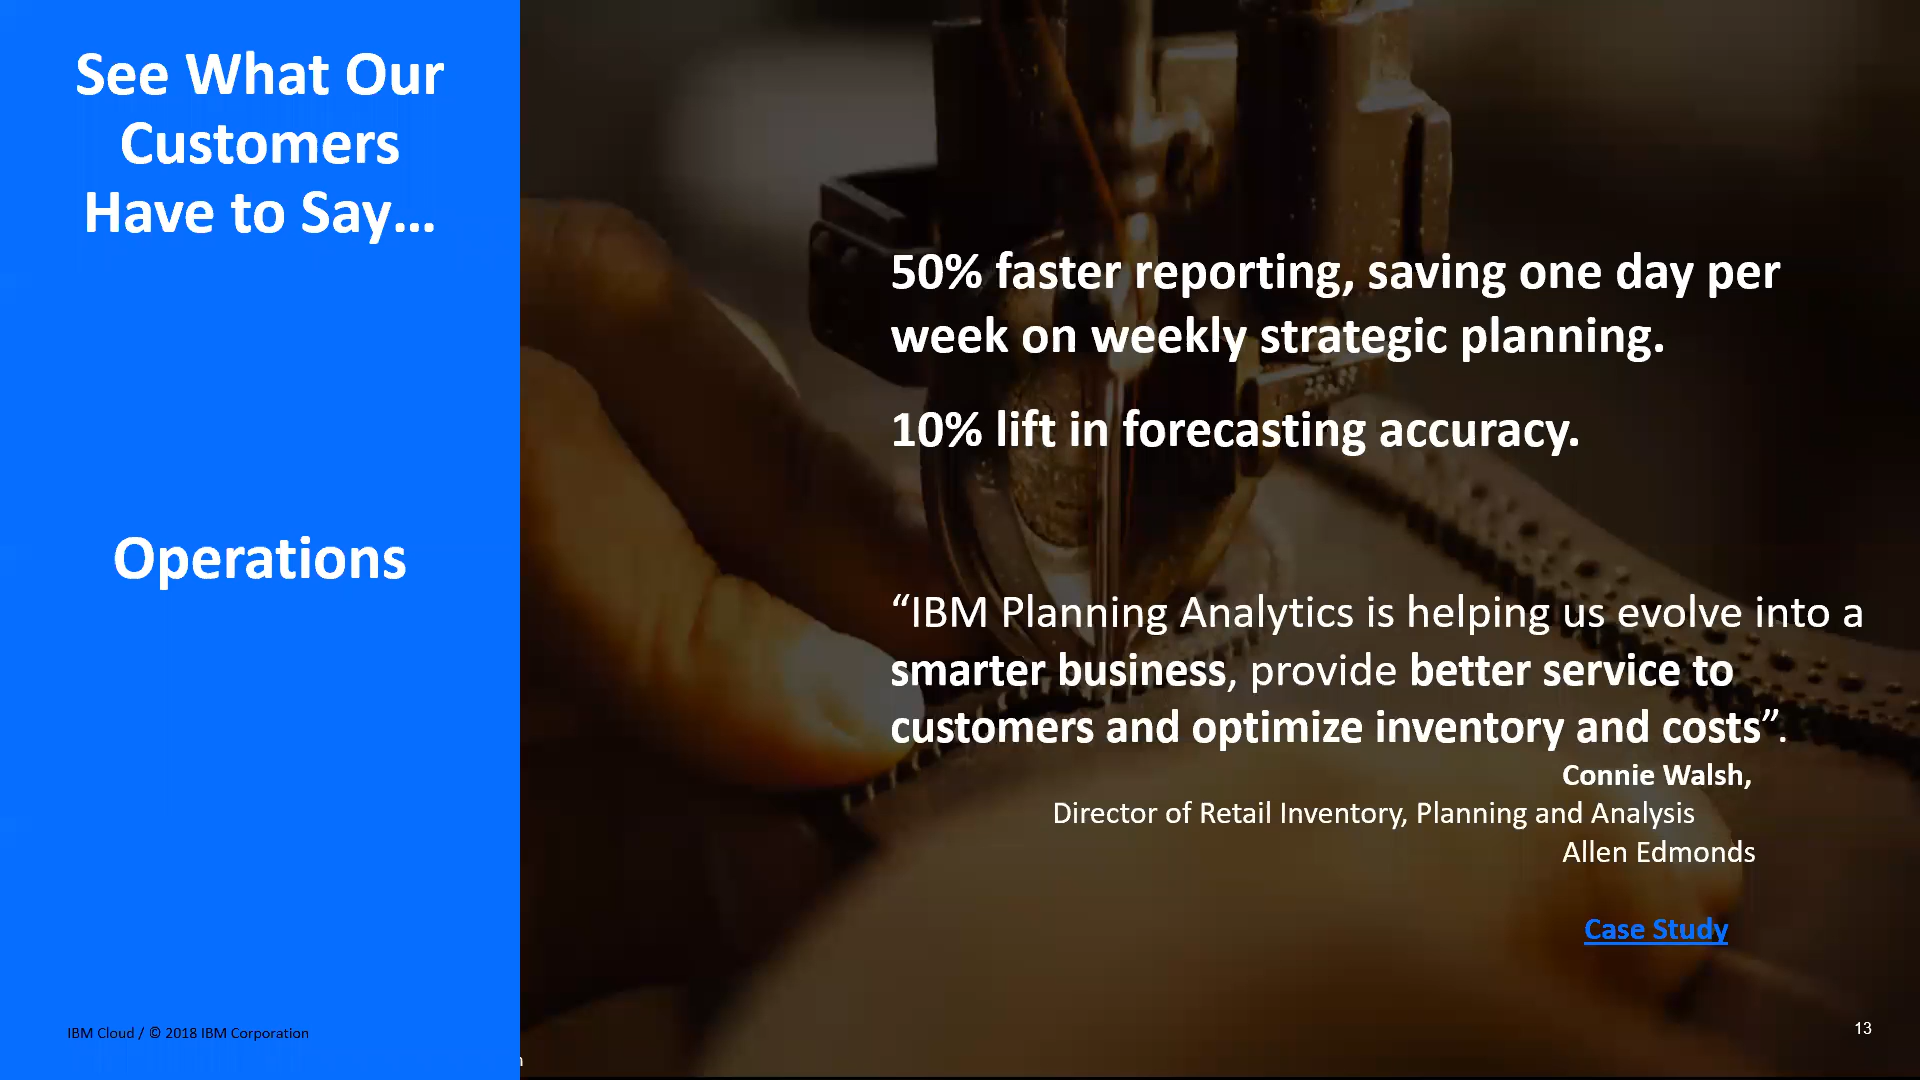 See What Our
Customers
Have to Say...
Operations
50% faster reporting, saving one day per
week on weekly strategic planning.
10% lift in forecasting accuracy.
“IBM Planning Analytics is helping us evolve into a
smarter business, provide better service to
customers and optimize inventory and costs”.
Connie Walsh,
Director of Retail Inventory, Planning and Analysis
Allen Edmonds
Case Study
IBM Cloud / © 2018 IBM Corporation
13